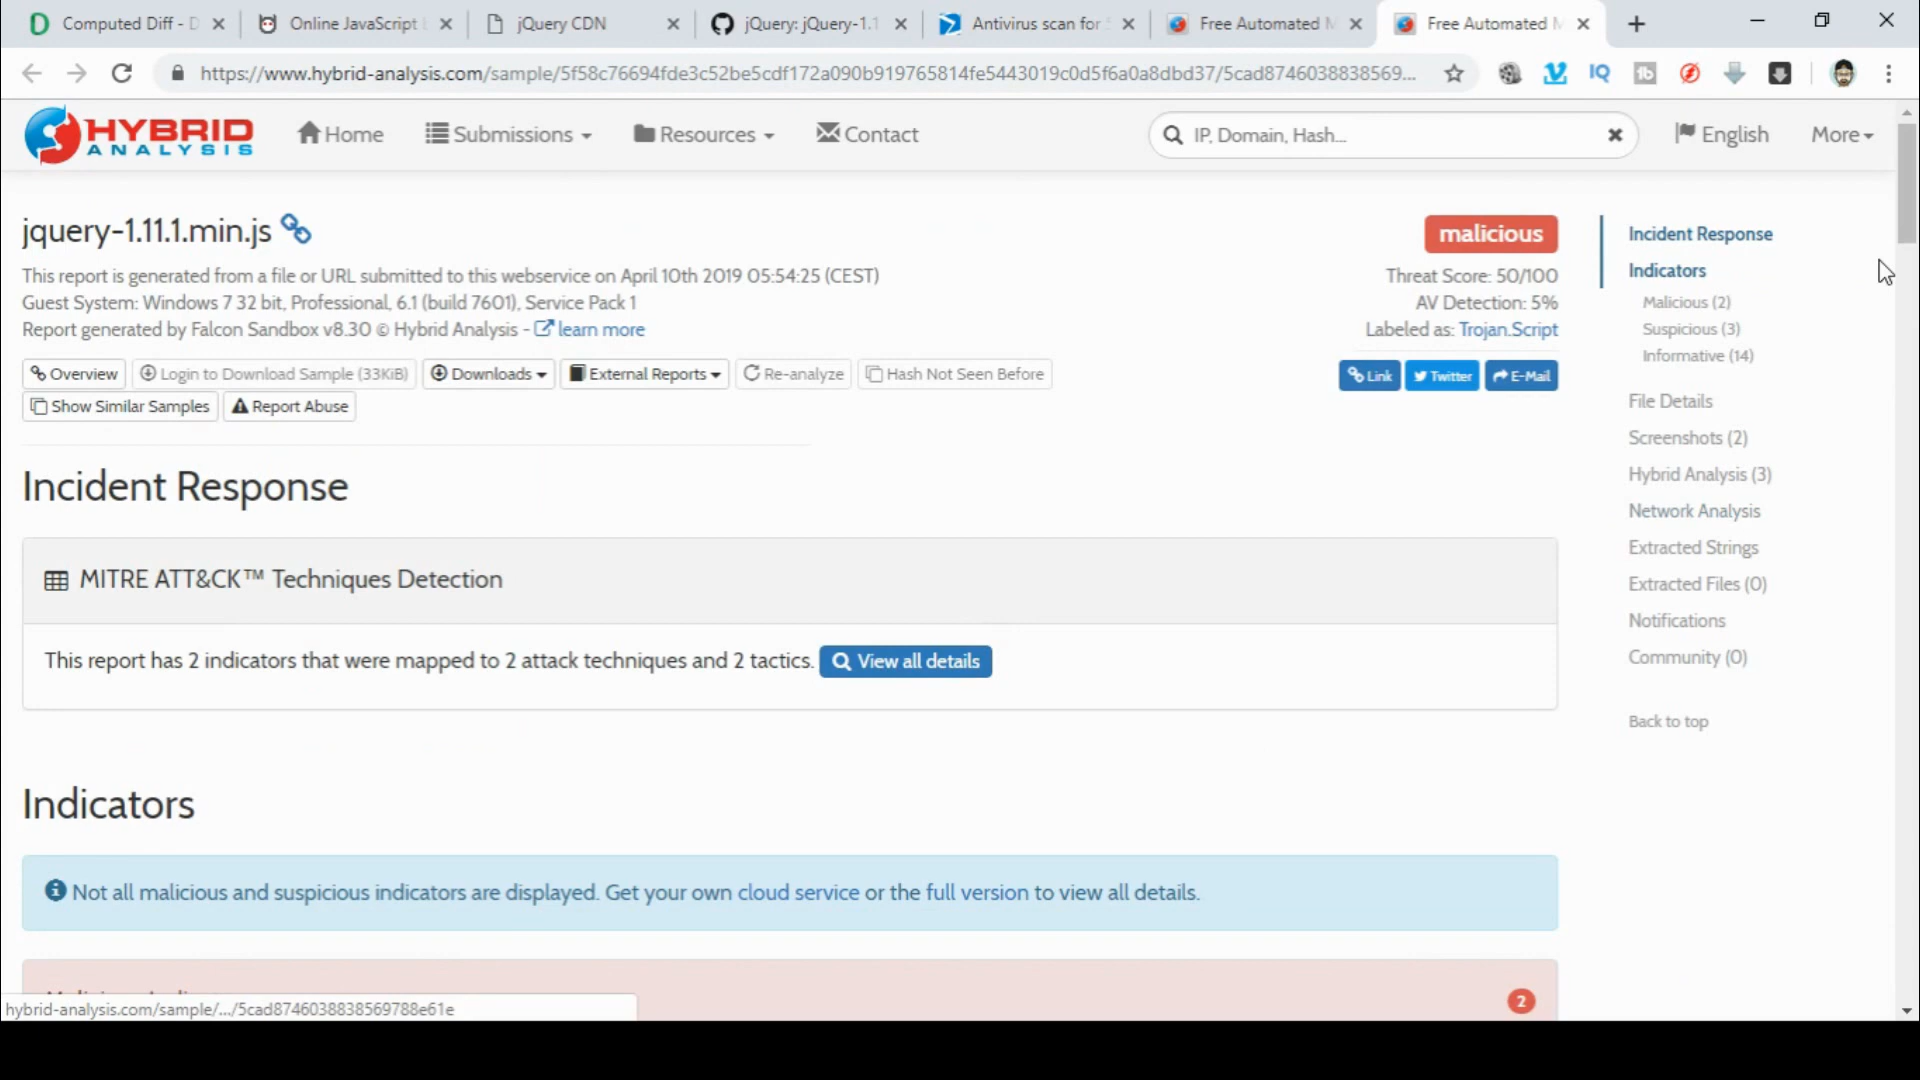 Computed Diff - D
Online JavaScript
jQuery CDN
jQuery: jQuery-1.1
Antivirus scan for
Free Automated M
Free Automated M
https://www.hybrid-analysis.com/sample/5f58c76694fde3c52be5cdf172a090b919765814fe5443019c0d5f6a0a8dbd37/5cad8746038838569...
HYBRID
ANALYSIS
Home
Submissions
Resources
Contact
IP, Domain, Hash...
English
More
jquery-1.11.1.min.js
malicious
This report is generated from a file or URL submitted to this webservice on April 10th 2019 05:54:25 (CEST)
Guest System: Windows 7 32 bit, Professional, 6.1 (build 7601), Service Pack 1
Report generated by Falcon Sandbox v8.30 © Hybrid Analysis - learn more
Threat Score: 50/100
AV Detection: 5%
Labeled as: Trojan.Script
Overview
Login to Download Sample (33KiB)
Downloads
External Reports
Re-analyze
Hash Not Seen Before
Link
Twitter
E-Mail
Show Similar Samples
Report Abuse
Incident Response
MITRE ATT&CK™ Techniques Detection
This report has 2 indicators that were mapped to 2 attack techniques and 2 tactics. View all details
Indicators
Not all malicious and suspicious indicators are displayed. Get your own cloud service or the full version to view all details.
2
hybrid-analysis.com/sample/.../5cad8746038838569788e61e
Incident Response
Indicators
Malicious (2)
Suspicious (3)
Informative (14)
File Details
Screenshots (2)
Hybrid Analysis (3)
Network Analysis
Extracted Strings
Extracted Files (0)
Notifications
Community (0)
Back to top